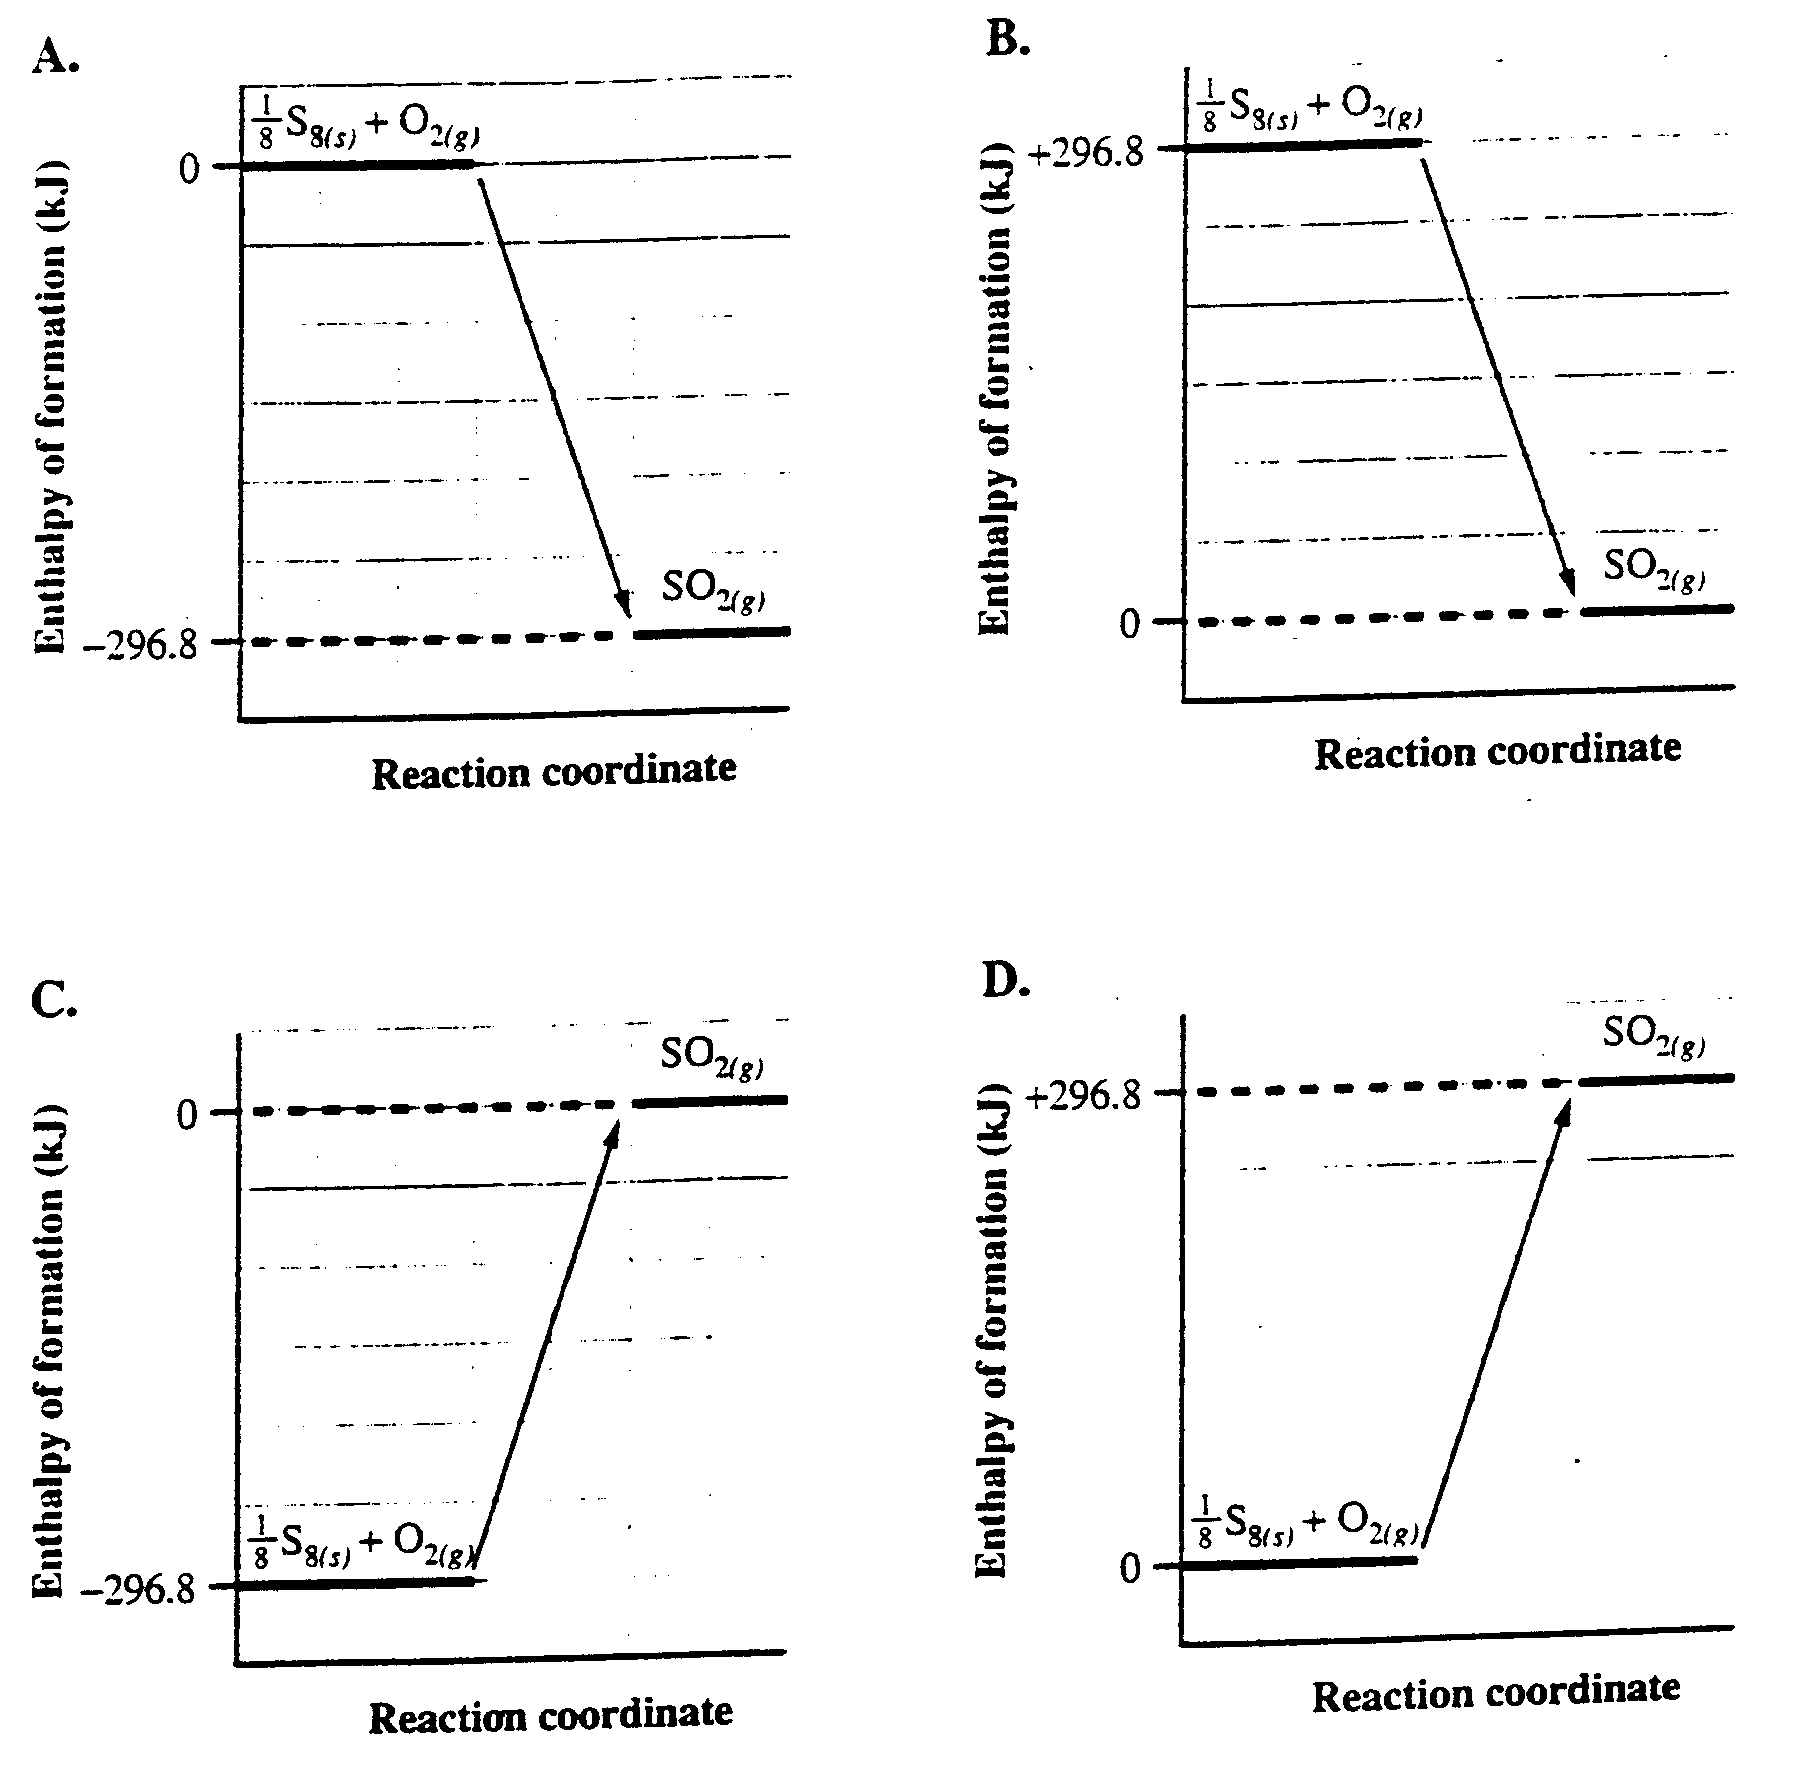 A.
1/8 S8(s) + O2(g)
0
Enthalpy of formation (kJ)
SO2(g)
–296.8
Reaction coordinate
B.
1/8 S8(s) + O2(g)
+296.8
Enthalpy of formation (kJ)
SO2(g)
0
Reaction coordinate
C.
SO2(g)
0
Enthalpy of formation (kJ)
1/8 S8(s) + O2(g)
–296.8
Reaction coordinate
D.
SO2(g)
+296.8
Enthalpy of formation (kJ)
1/8 S8(s) + O2(g)
0
Reaction coordinate